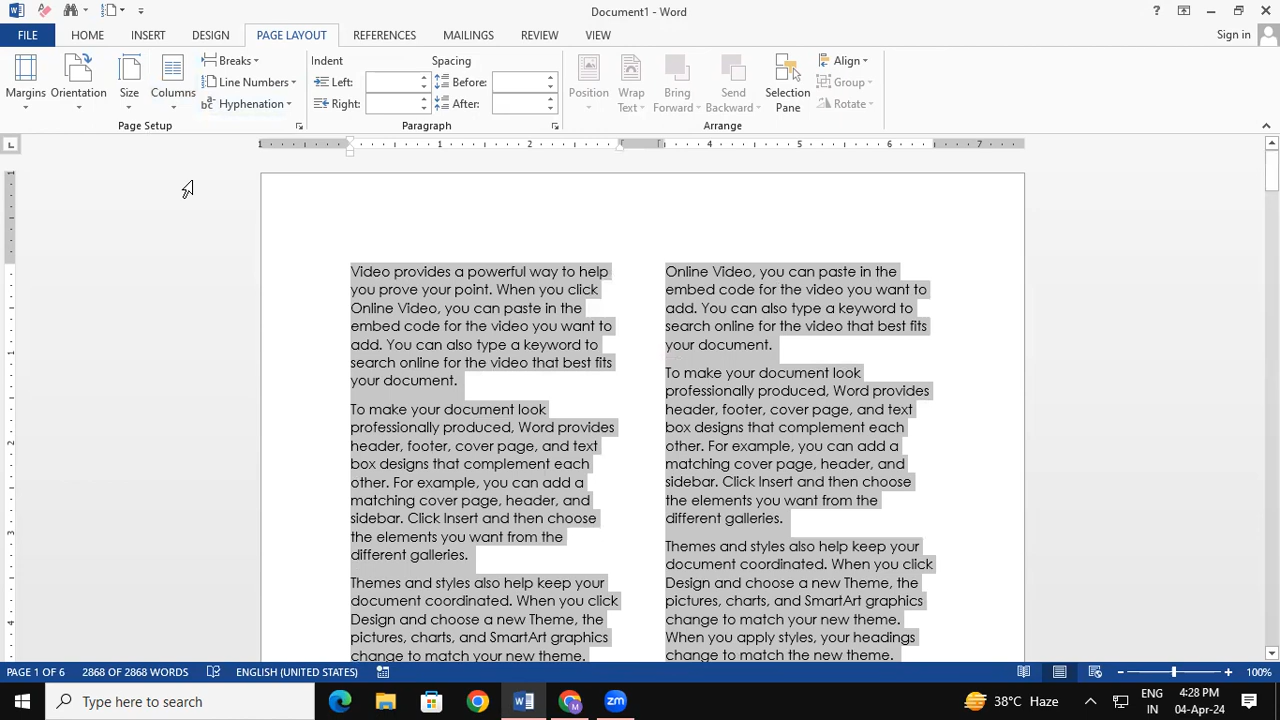 Document1 - Word
? 
FILE HOME INSERT DESIGN PAGE LAYOUT REFERENCES MAILINGS REVIEW VIEW Sign in
Margins Orientation Size Columns
Breaks
Line Numbers
Hyphenation
Page Setup
Indent
Left:
Right:
Spacing
Before:
After:
Paragraph
Position Wrap Text Bring Forward Send Backward Selection Pane
Align
Group
Rotate
Arrange
1 1 2 4 5 6 7
1
1
2
3
4
Video provides a powerful way to help
you prove your point. When you click
Online Video, you can paste in the
embed code for the video you want to
add. You can also type a keyword to
search online for the video that best fits
your document.
To make your document look
professionally produced, Word provides
header, footer, cover page, and text
box designs that complement each
other. For example, you can add a
matching cover page, header, and
sidebar. Click Insert and then choose
the elements you want from the
different galleries.
Themes and styles also help keep your
document coordinated. When you click
Design and choose a new Theme, the
pictures, charts, and SmartArt graphics
change to match your new theme.
Online Video, you can paste in the
embed code for the video you want to
add. You can also type a keyword to
search online for the video that best fits
your document.
To make your document look
professionally produced, Word provides
header, footer, cover page, and text
box designs that complement each
other. For example, you can add a
matching cover page, header, and
sidebar. Click Insert and then choose
the elements you want from the
different galleries.
Themes and styles also help keep your
document coordinated. When you click
Design and choose a new Theme, the
pictures, charts, and SmartArt graphics
change to match your new theme.
When you apply styles, your headings
change to match the new theme.
PAGE 1 OF 6 2868 OF 2868 WORDS ENGLISH (UNITED STATES) 100%
Type here to search
38°C Haze
ENG
IN
4:28 PM
04-Apr-24